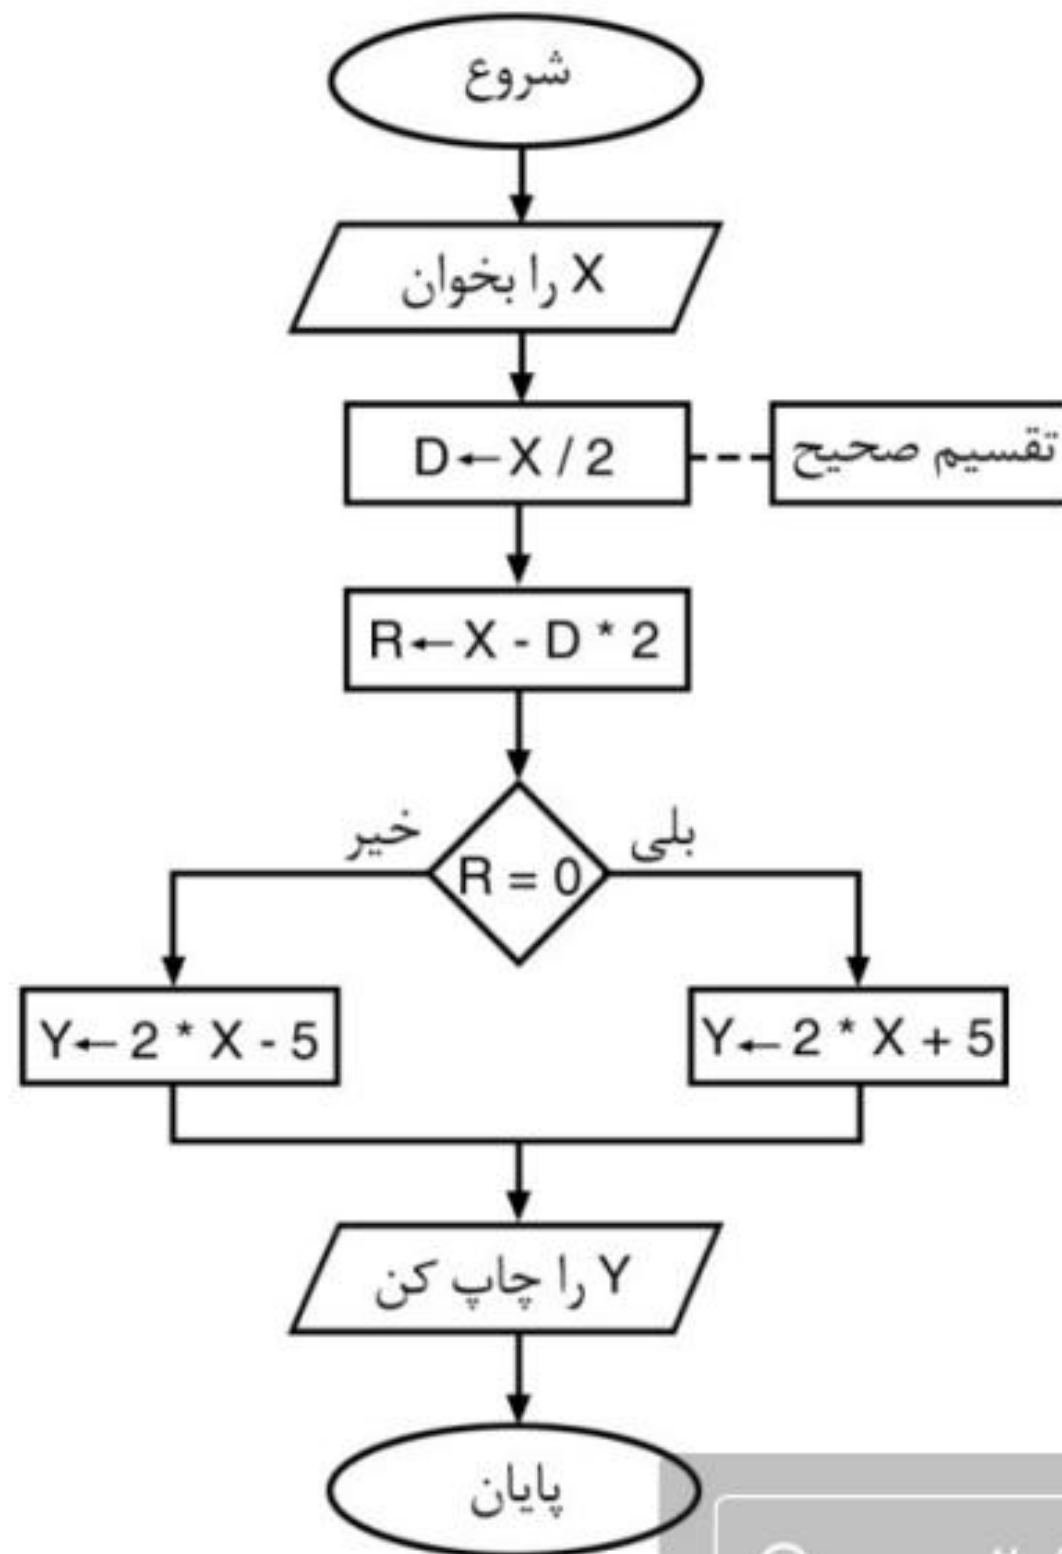 شروع
X را بخوان
D←X / 2
تقسیم صحیح
R←X - D * 2
خیر
R = 0
بلی
Y←2 * X - 5
Y←2 * X + 5
Y را چاپ کن
پایان